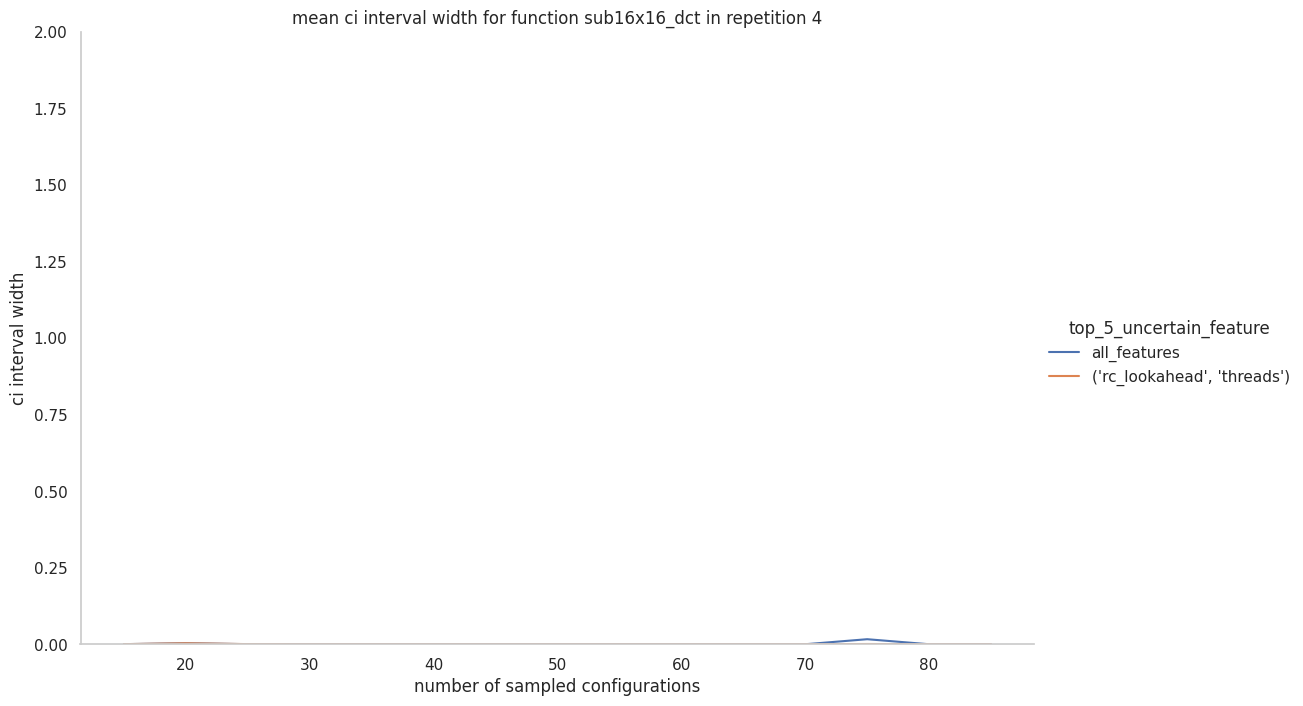 mean ci interval width for function sub16x16_dct in repetition 4
2.00
1.75
1.50
1.25
1.00
0.75
0.50
0.25
0.00
ci interval width
20 30 40 50 60 70 80
number of sampled configurations
top_5_uncertain_feature
all_features
('rc_lookahead', 'threads')